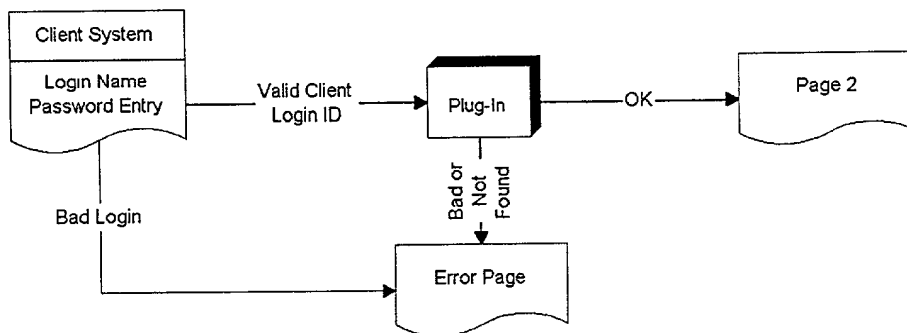 Client System
Login Name
Password Entry
Valid Client
Login ID
Plug-In
OK
Page 2
Bad or
Not
Found
Bad Login
Error Page